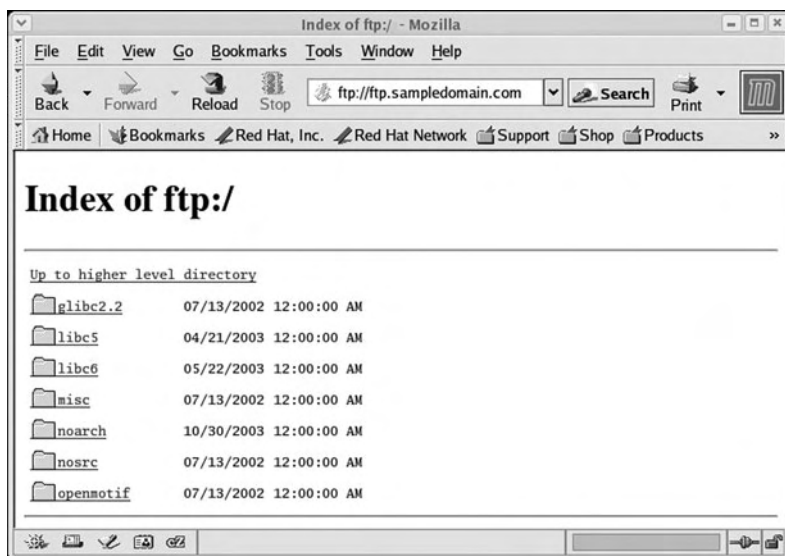 Index of ftp:/ - Mozilla
File Edit View Go Bookmarks Tools Window Help
Back Forward Reload Stop ftp://ftp.sampledomain.com Search Print
Home Bookmarks Red Hat, Inc. Red Hat Network Support Shop Products »
Index of ftp:/
Up to higher level directory
glibc2.2 07/13/2002 12:00:00 AM
libc5 04/21/2003 12:00:00 AM
libc6 05/22/2003 12:00:00 AM
misc 07/13/2002 12:00:00 AM
noarch 10/30/2003 12:00:00 AM
nosrc 07/13/2002 12:00:00 AM
openmotif 07/13/2002 12:00:00 AM